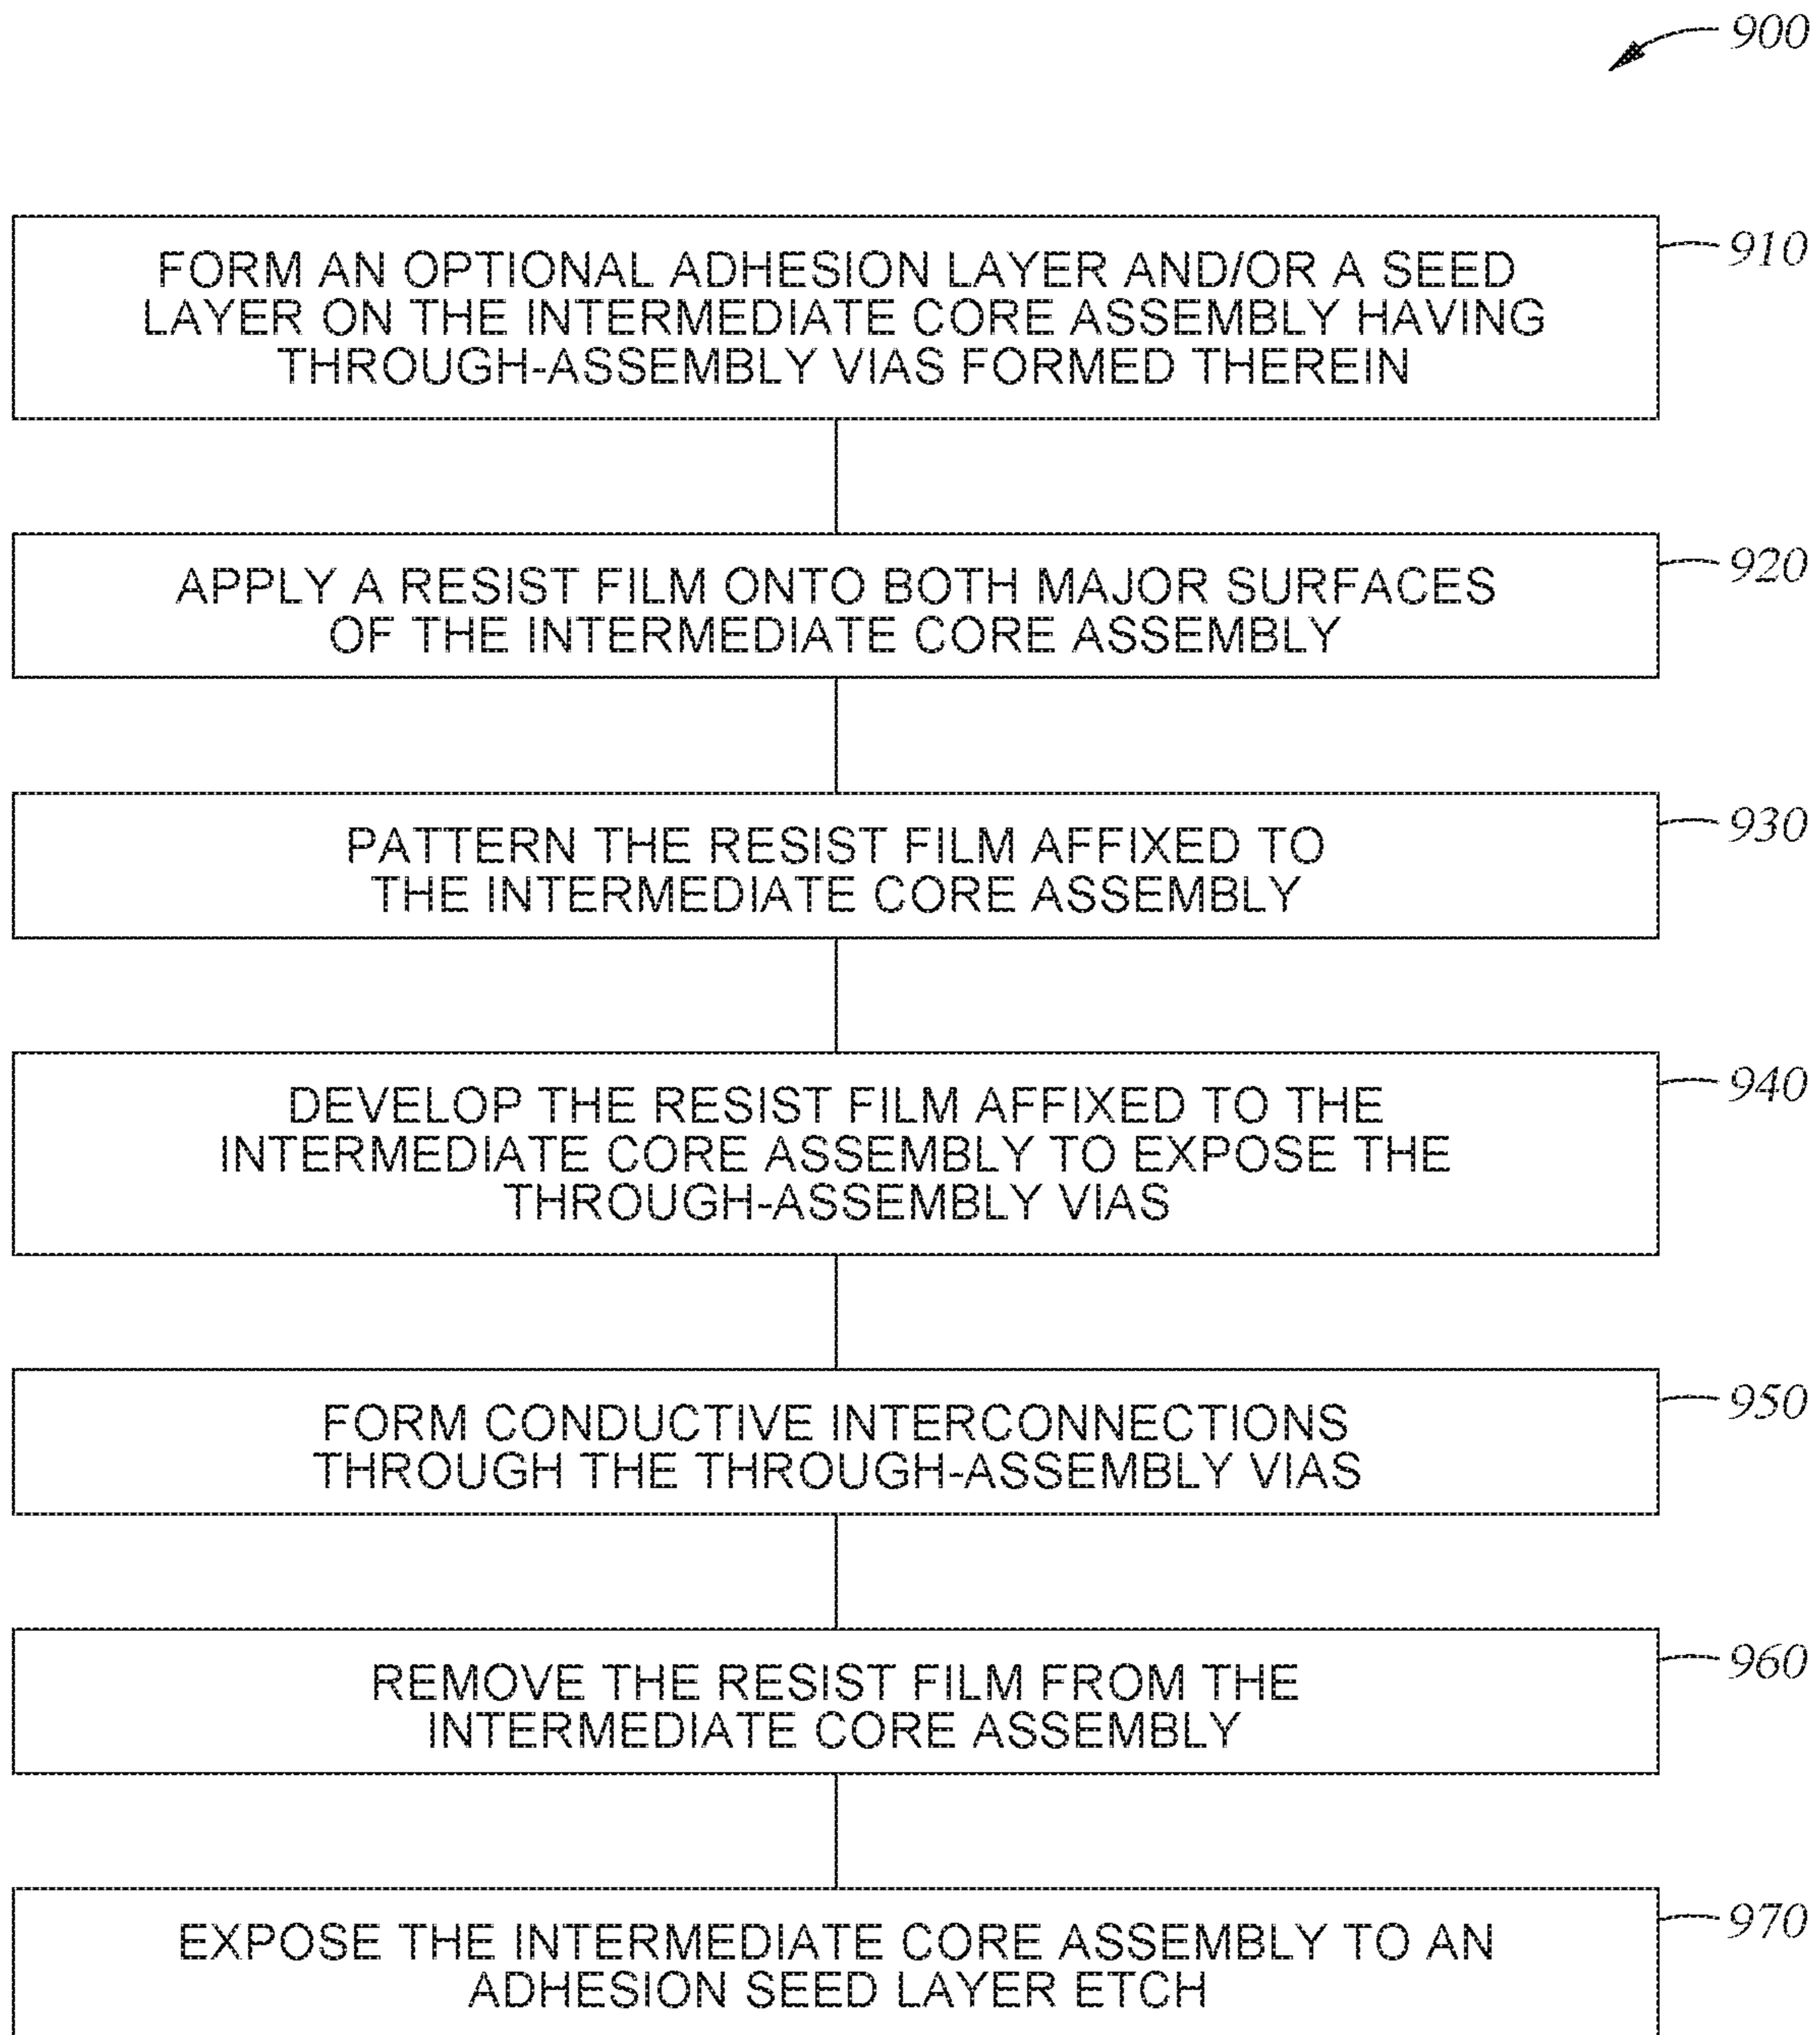 900
FORM AN OPTIONAL ADHESION LAYER AND/OR A SEED
LAYER ON THE INTERMEDIATE CORE ASSEMBLY HAVING
THROUGH-ASSEMBLY VIAS FORMED THEREIN
910
APPLY A RESIST FILM ONTO BOTH MAJOR SURFACES
OF THE INTERMEDIATE CORE ASSEMBLY
920
PATTERN THE RESIST FILM AFFIXED TO
THE INTERMEDIATE CORE ASSEMBLY
930
DEVELOP THE RESIST FILM AFFIXED TO THE
INTERMEDIATE CORE ASSEMBLY TO EXPOSE THE
THROUGH-ASSEMBLY VIAS
940
FORM CONDUCTIVE INTERCONNECTIONS
THROUGH THE THROUGH-ASSEMBLY VIAS
950
REMOVE THE RESIST FILM FROM THE
INTERMEDIATE CORE ASSEMBLY
960
EXPOSE THE INTERMEDIATE CORE ASSEMBLY TO AN
ADHESION SEED LAYER ETCH
970